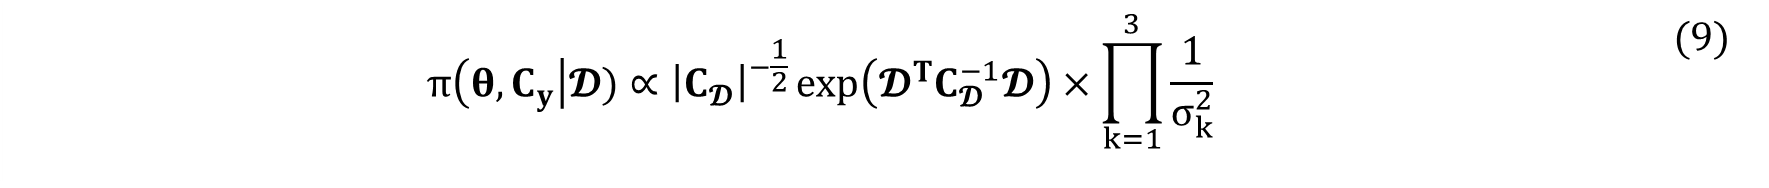 π(𝛉, 𝐂_𝐲|𝓓) ∝ |𝐂_𝓓|^{−1/2} exp(𝓓^𝐓 𝐂_𝓓^{−1} 𝓓) × ∏_{k=1}^{3} 1/σ_k^2 (9)